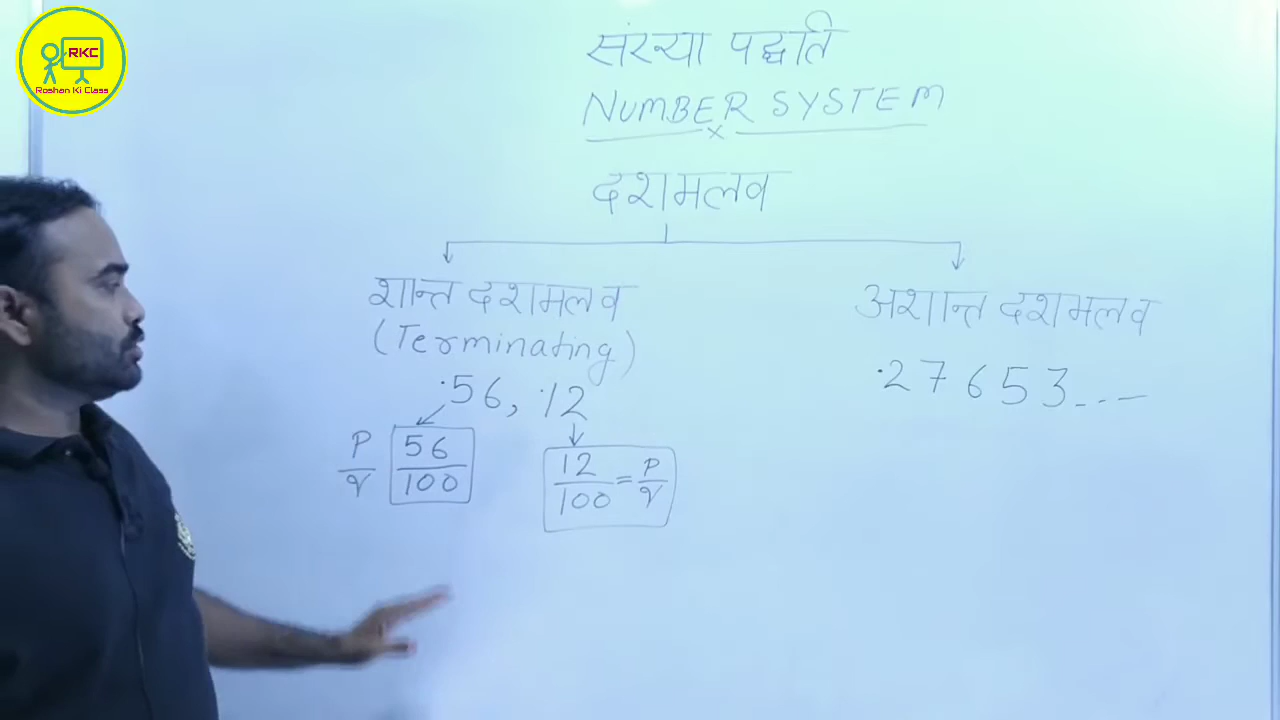 RKC
Roshan Ki Class
संख्या पद्धति
NUMBER SYSTEM
x
दशमलव
शान्त दशमलव
(Terminating)
.56, .12
P/q 56/100
12/100 = P/q
अशान्त दशमलव
.27653---